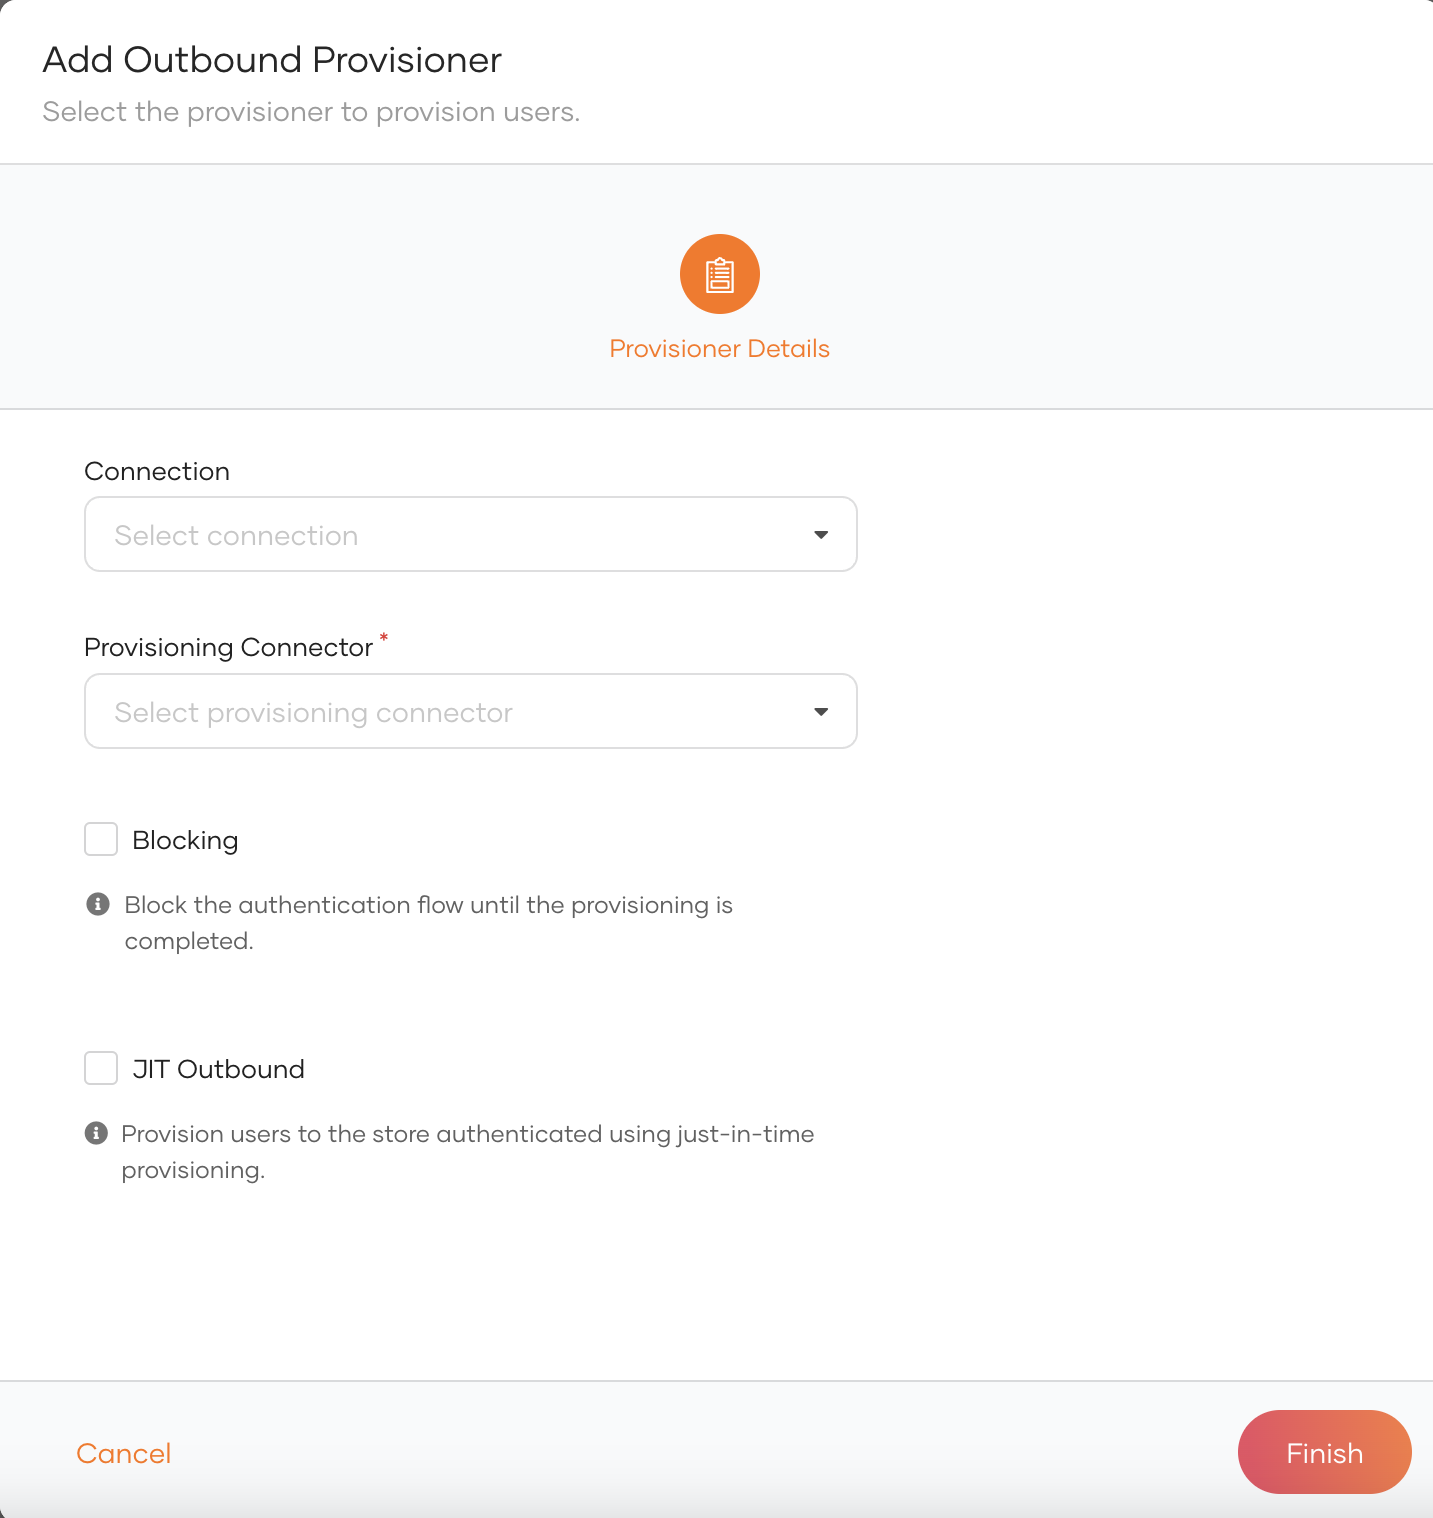 Add Outbound Provisioner
Select the provisioner to provision users.
Provisioner Details
Connection
Select connection
Provisioning Connector *
Select provisioning connector
Blocking
Block the authentication flow until the provisioning is
completed.
JIT Outbound
Provision users to the store authenticated using just-in-time
provisioning.
Cancel
Finish